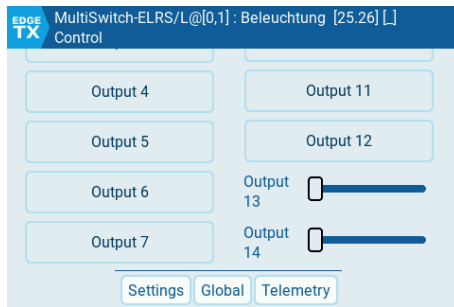 EDGE
TX
MultiSwitch-ELRS/L@[0,1] : Beleuchtung [25.26] [_]
Control
Output 4
Output 11
Output 5
Output 12
Output 6
Output
13
Output 7
Output
14
Settings Global Telemetry